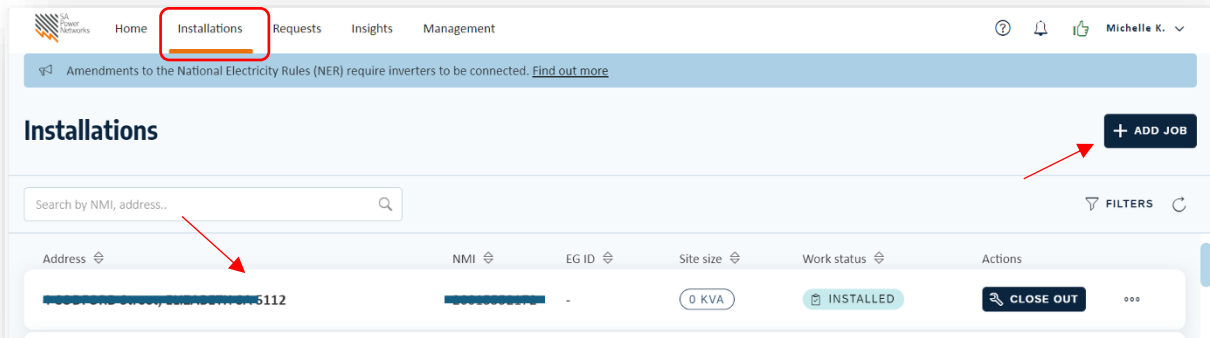 SA Power Networks
Home Installations Requests Insights Management Michelle K.
Amendments to the National Electricity Rules (NER) require inverters to be connected. Find out more
Installations
+ ADD JOB
Search by NMI, address..
FILTERS
Address NMI EG ID Site size Work status Actions
5112 - 0 KVA INSTALLED CLOSE OUT